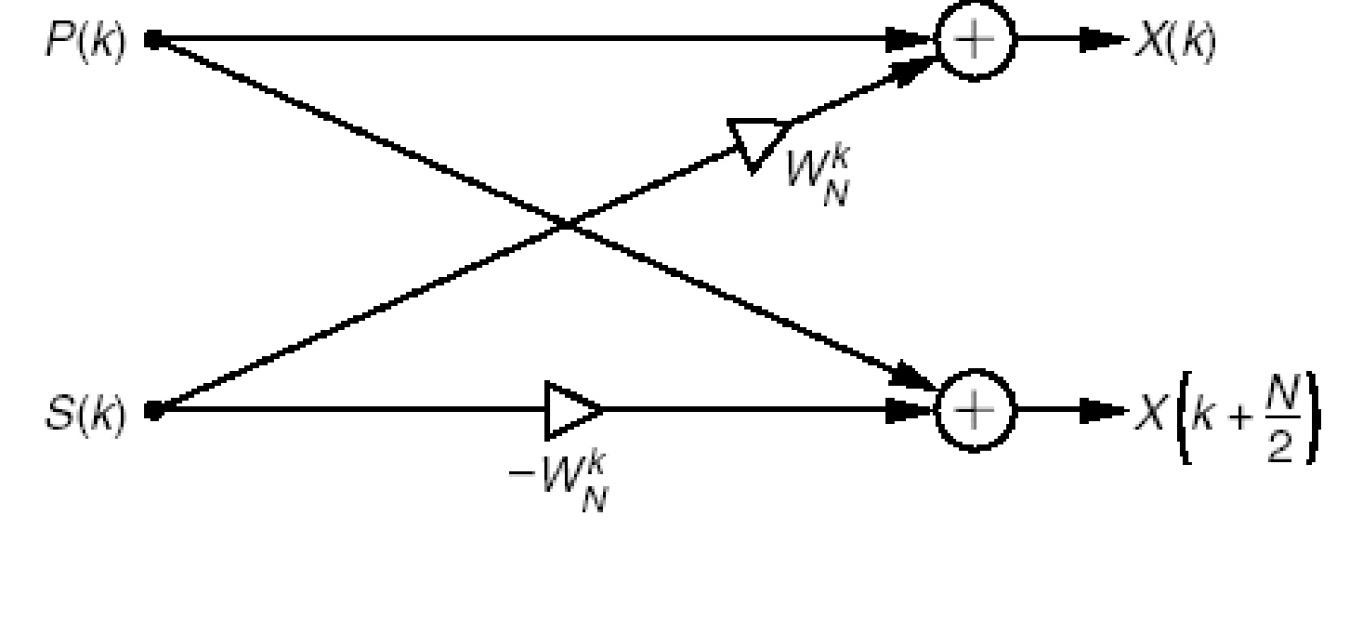 P(k) + X(k)
W_N^k
S(k) + X(k + N/2)
−W_N^k